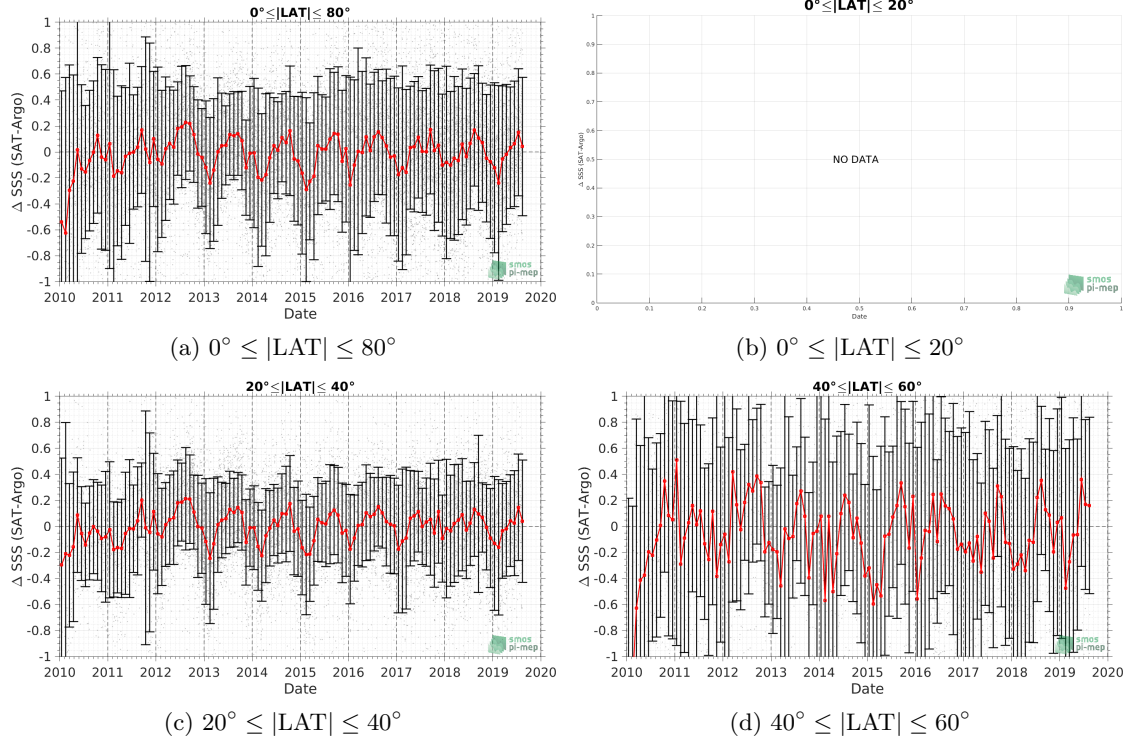 0°≤|LAT|≤ 80°
Δ SSS (SAT-Argo)
1
0.8
0.6
0.4
0.2
0
-0.2
-0.4
-0.6
-0.8
-1
2010 2011 2012 2013 2014 2015 2016 2017 2018 2019 2020
Date
smos
pi-mep
(a) 0° ≤ |LAT| ≤ 80°
0°≤|LAT|≤ 20°
Δ SSS (SAT-Argo)
1
0.9
0.8
0.7
0.6
0.5
0.4
0.3
0.2
0.1
0
NO DATA
0 0.1 0.2 0.3 0.4 0.5 0.6 0.7 0.8 0.9 1
Date
smos
pi-mep
(b) 0° ≤ |LAT| ≤ 20°
20°≤|LAT|≤ 40°
Δ SSS (SAT-Argo)
1
0.8
0.6
0.4
0.2
0
-0.2
-0.4
-0.6
-0.8
-1
2010 2011 2012 2013 2014 2015 2016 2017 2018 2019 2020
Date
smos
pi-mep
(c) 20° ≤ |LAT| ≤ 40°
40°≤|LAT|≤ 60°
Δ SSS (SAT-Argo)
1
0.8
0.6
0.4
0.2
0
-0.2
-0.4
-0.6
-0.8
-1
2010 2011 2012 2013 2014 2015 2016 2017 2018 2019 2020
Date
smos
pi-mep
(d) 40° ≤ |LAT| ≤ 60°